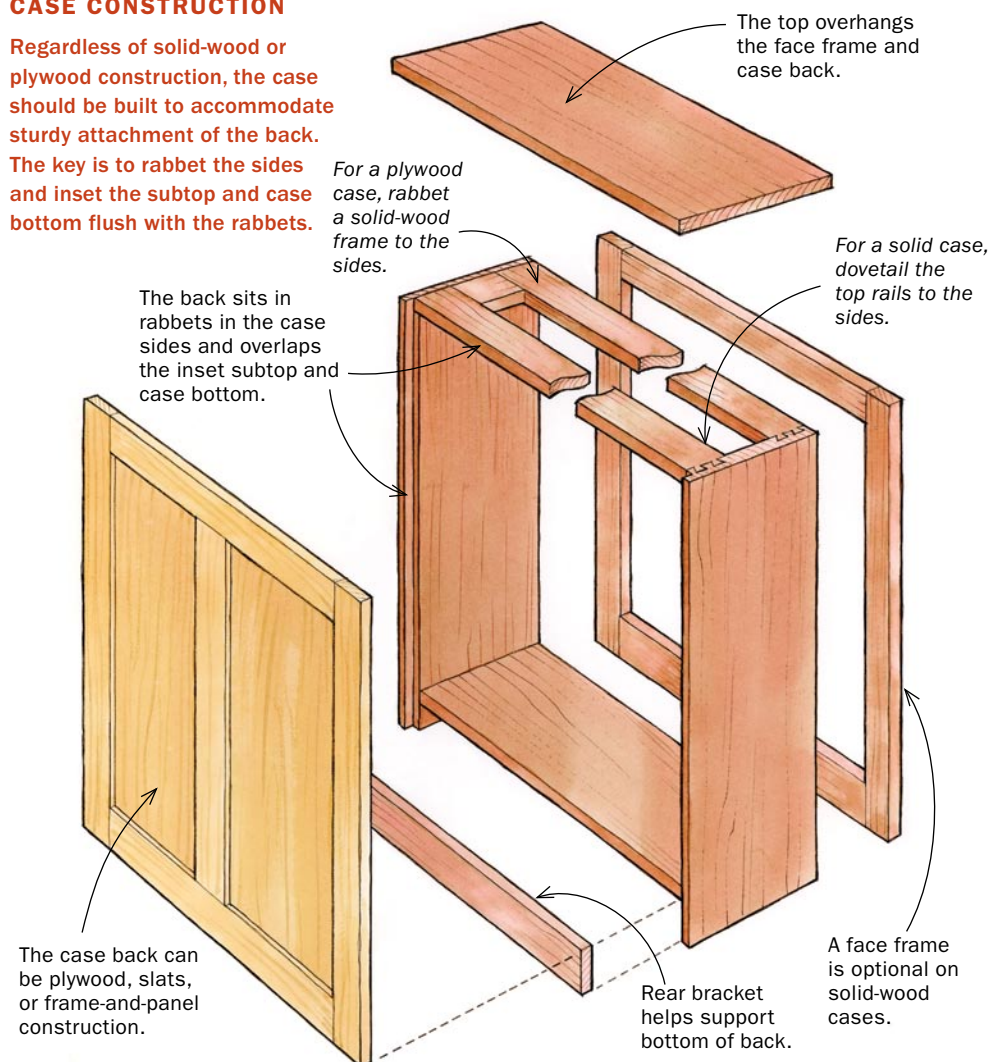 CASE CONSTRUCTION
Regardless of solid-wood or
plywood construction, the case
should be built to accommodate
sturdy attachment of the back.
The key is to rabbet the sides
and inset the subtop and case
bottom flush with the rabbets.
The top overhangs
the face frame and
case back.
For a plywood
case, rabbet
a solid-wood
frame to the
sides.
For a solid case,
dovetail the
top rails to the
sides.
The back sits in
rabbets in the case
sides and overlaps
the inset subtop and
case bottom.
The case back can
be plywood, slats,
or frame-and-panel
construction.
Rear bracket
helps support
bottom of back.
A face frame
is optional on
solid-wood
cases.